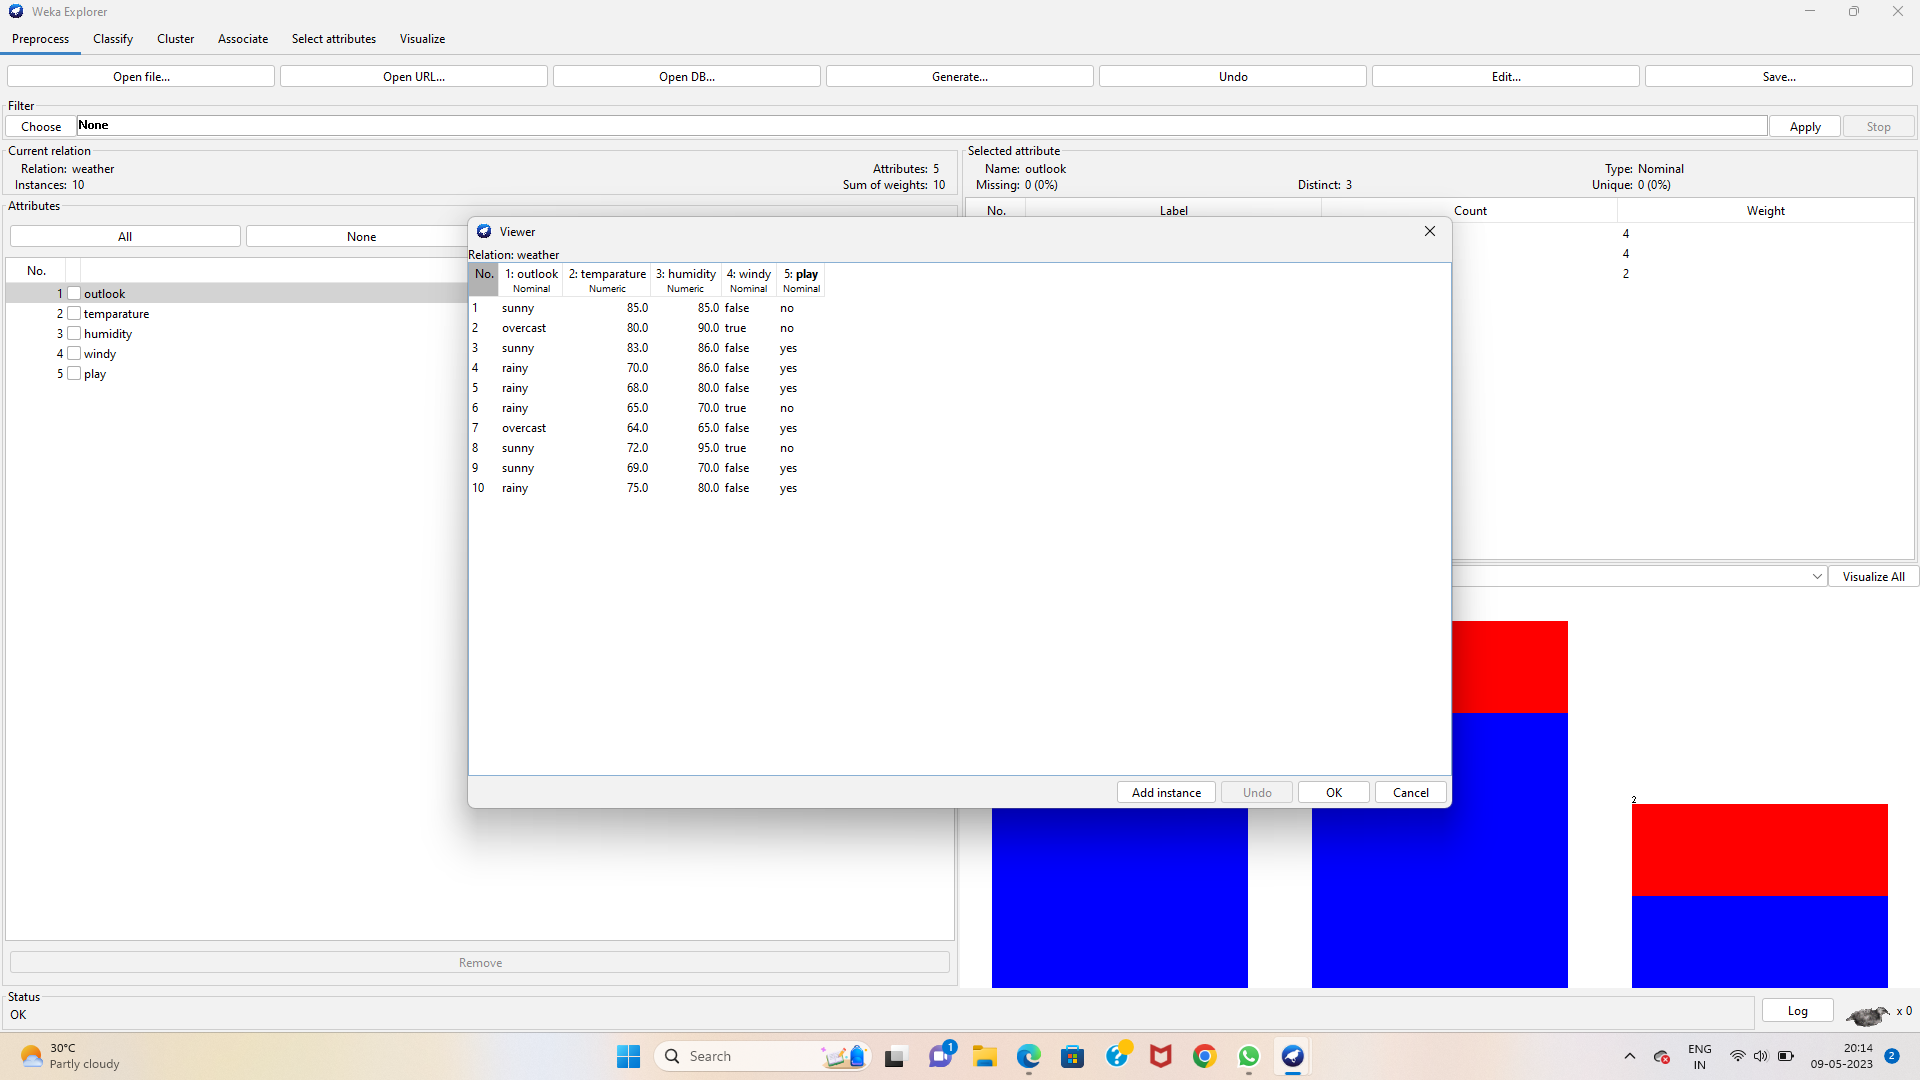 Weka Explorer
Preprocess Classify Cluster Associate Select attributes Visualize
Open file... Open URL... Open DB... Generate... Undo Edit... Save...
Filter
Choose None Apply Stop
Current relation
Relation: weather Attributes: 5
Instances: 10 Sum of weights: 10
Selected attribute
Name: outlook Type: Nominal
Missing: 0 (0%) Distinct: 3 Unique: 0 (0%)
No. Label Count Weight
4
4
2
Attributes
All None
No.
1 outlook
2 temparature
3 humidity
4 windy
5 play
Viewer
Relation: weather
No. 1: outlook 2: temparature 3: humidity 4: windy 5: play
Nominal Numeric Numeric Nominal Nominal
1 sunny 85.0 85.0 false no
2 overcast 80.0 90.0 true no
3 sunny 83.0 86.0 false yes
4 rainy 70.0 86.0 false yes
5 rainy 68.0 80.0 false yes
6 rainy 65.0 70.0 true no
7 overcast 64.0 65.0 false yes
8 sunny 72.0 95.0 true no
9 sunny 69.0 70.0 false yes
10 rainy 75.0 80.0 false yes
Add instance Undo OK Cancel
Visualize All
2
Remove
Status
OK
Log x 0
30°C
Partly cloudy
Search
1
ENG
IN
20:14
09-05-2023
2